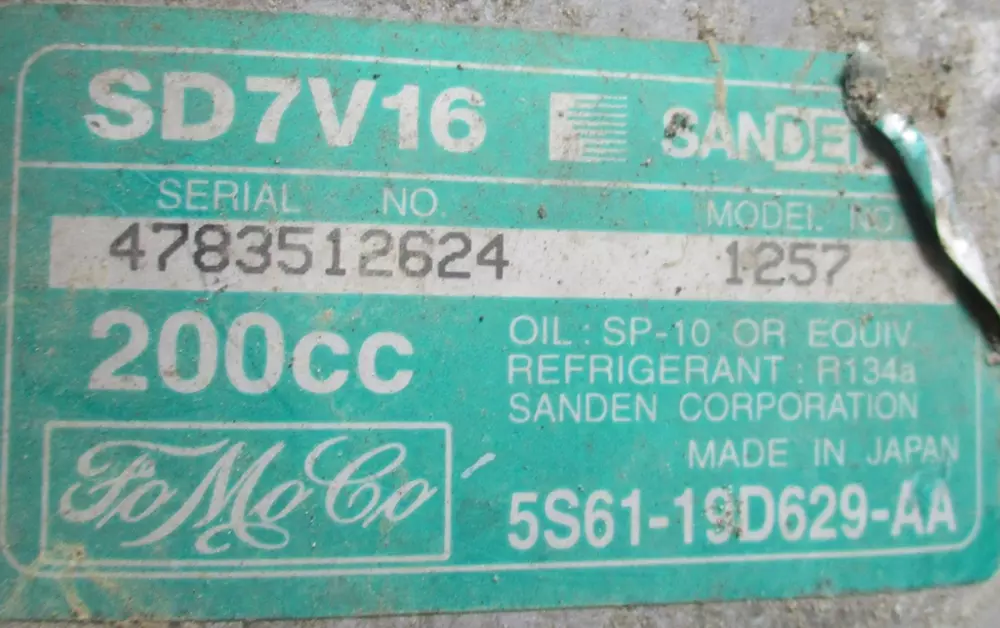 SD7V16 SANDEN
SERIAL NO. MODEL NO
4783512624 1257
200cc
OIL : SP-10 OR EQUIV.
REFRIGERANT : R134a
SANDEN CORPORATION
MADE IN JAPAN
FoMoCo
5S61-19D629-AA